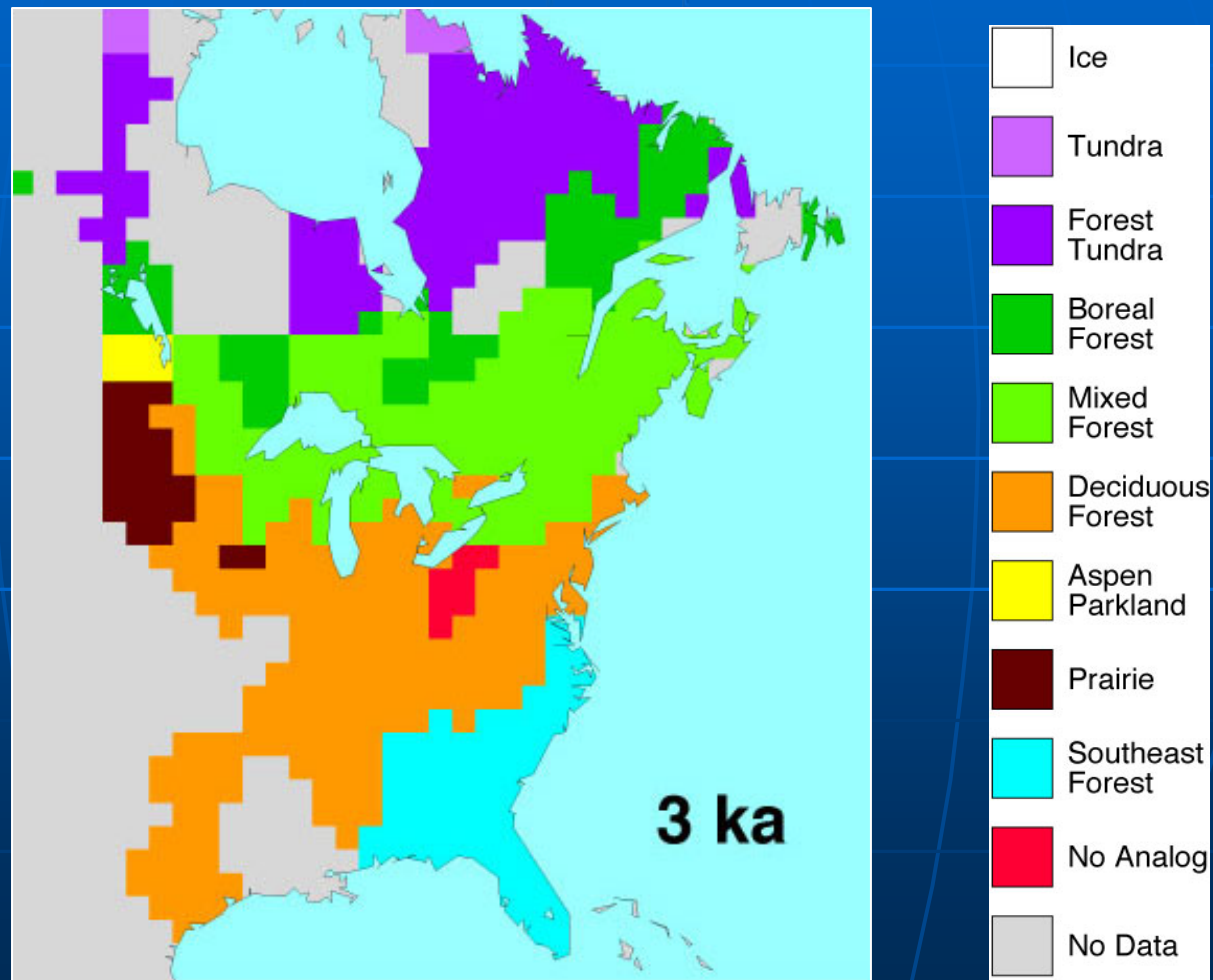 Ice
Tundra
Forest
Tundra
Boreal
Forest
Mixed
Forest
Deciduous
Forest
Aspen
Parkland
Prairie
Southeast
Forest
3 ka
No Analog
No Data